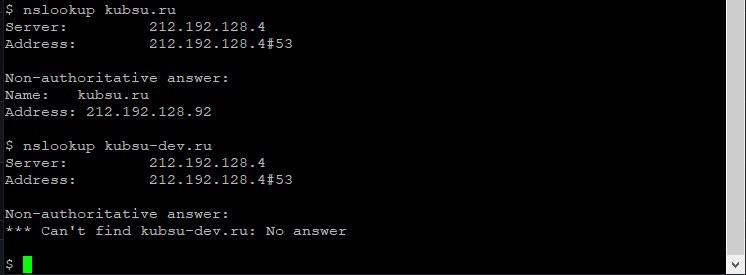 $ nslookup kubsu.ru
Server:         212.192.128.4
Address:        212.192.128.4#53

Non-authoritative answer:
Name:   kubsu.ru
Address: 212.192.128.92

$ nslookup kubsu-dev.ru
Server:         212.192.128.4
Address:        212.192.128.4#53

Non-authoritative answer:
*** Can't find kubsu-dev.ru: No answer

$